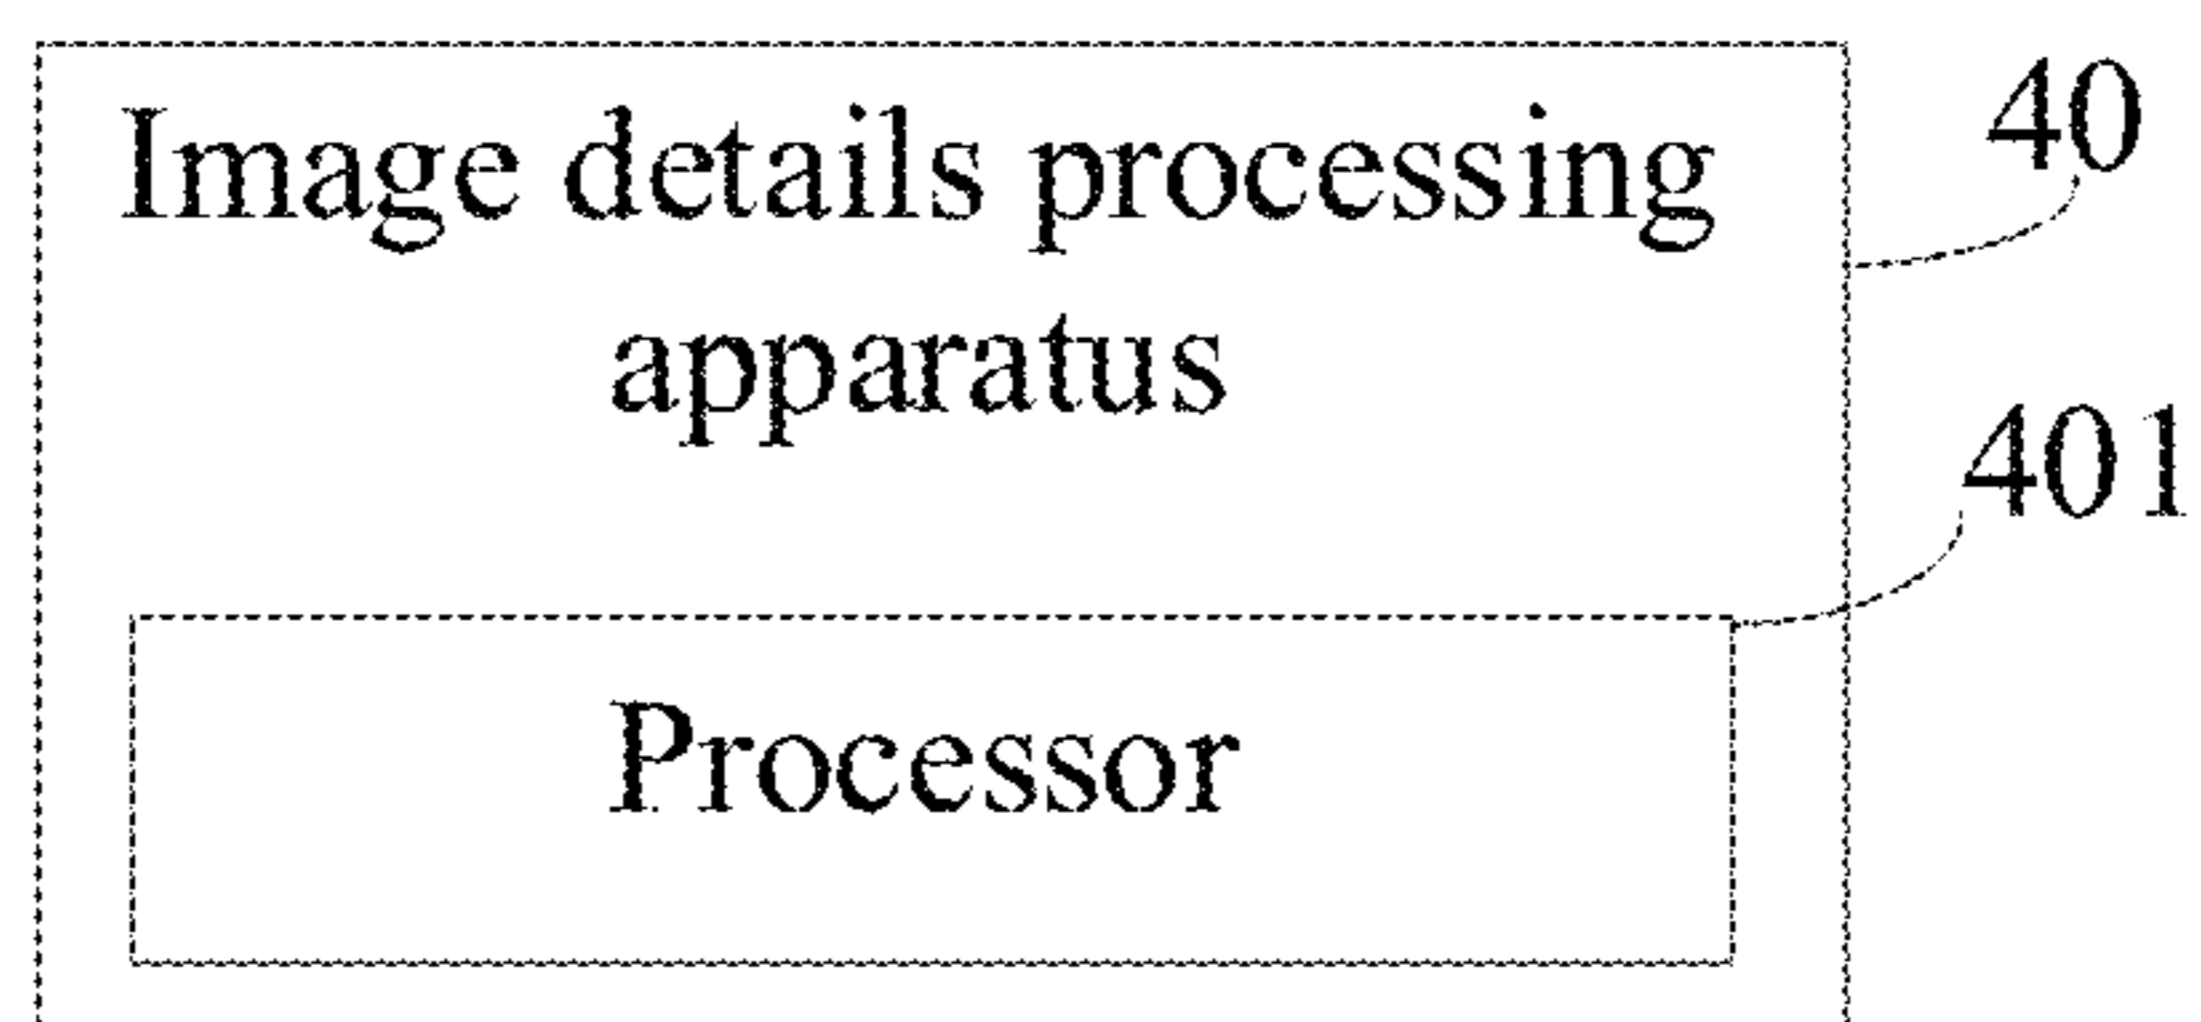 Image details processing
apparatus
40
401
Processor